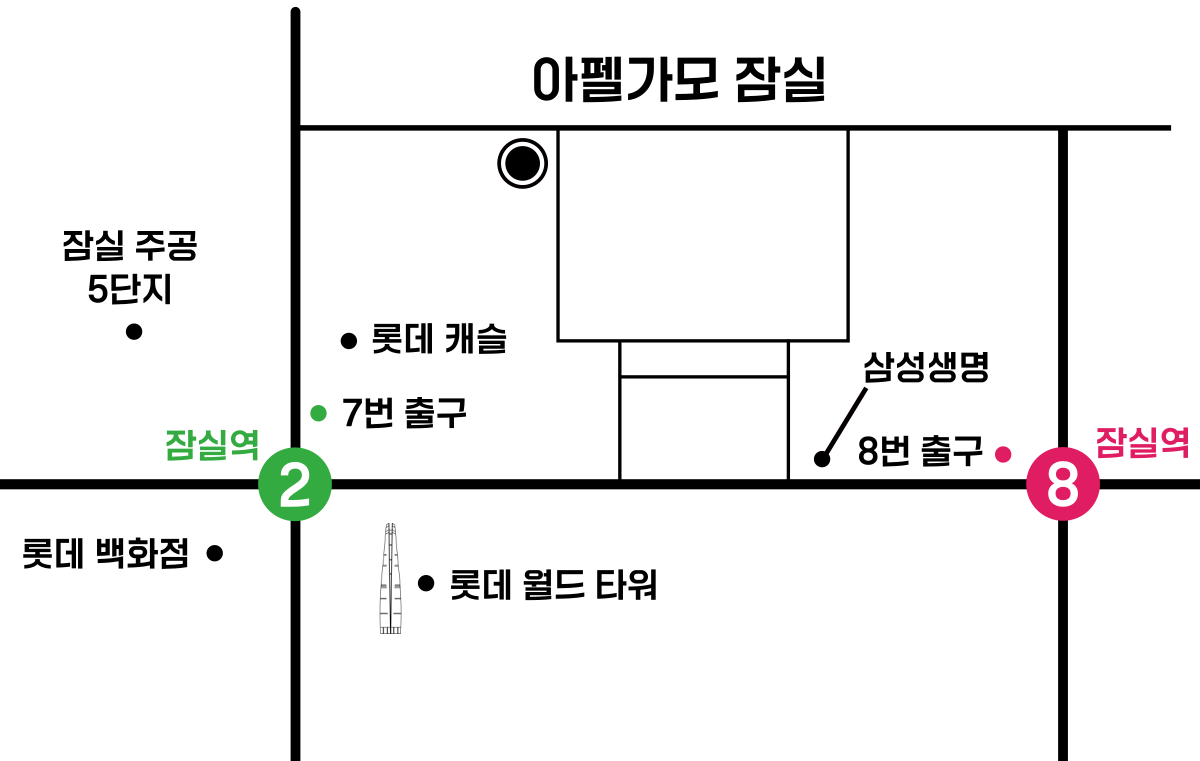 아펠가모 잠실
잠실 주공
5단지
롯데 캐슬
7번 출구
삼성생명
8번 출구
잠실역
2
잠실역
8
롯데 백화점
롯데 월드 타워